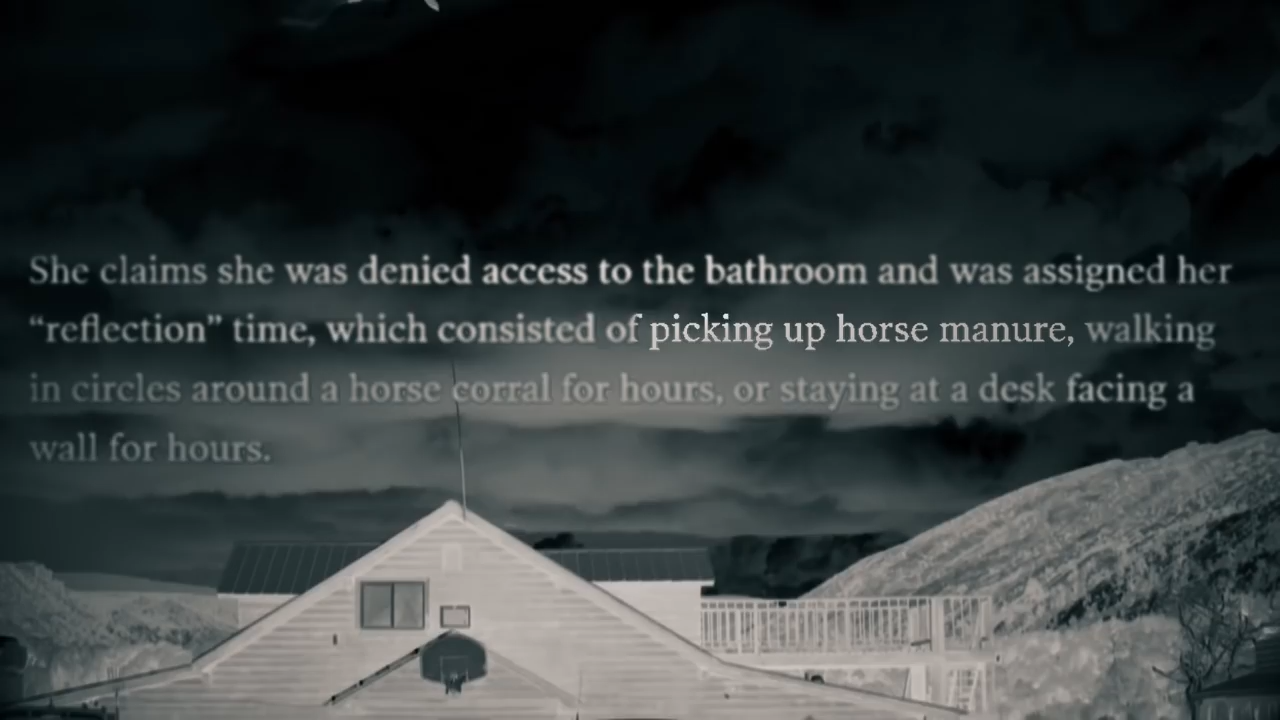 She claims she was denied access to the bathroom and was assigned her
“reflection” time, which consisted of picking up horse manure, walking
in circles around a horse corral for hours, or staying at a desk facing a
wall for hours.